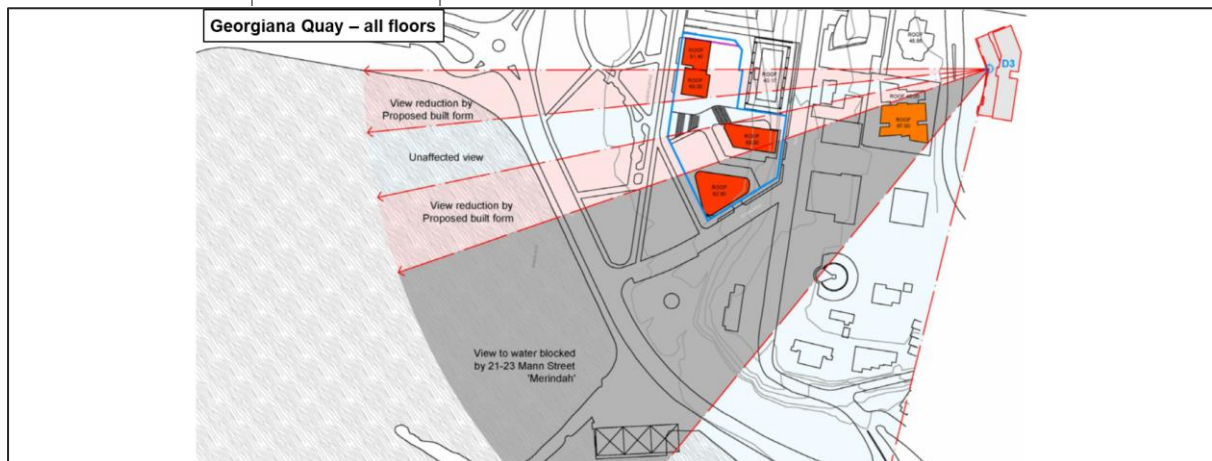 Georgiana Quay – all floors
ROOF
ROOF
ROOF
ROOF
D3
View reduction by
Proposed built form
ROOF
ROOF
Unaffected view
ROOF
View reduction by
Proposed built form
ROOF
View to water blocked
by 21-23 Mann Street
'Merindah'